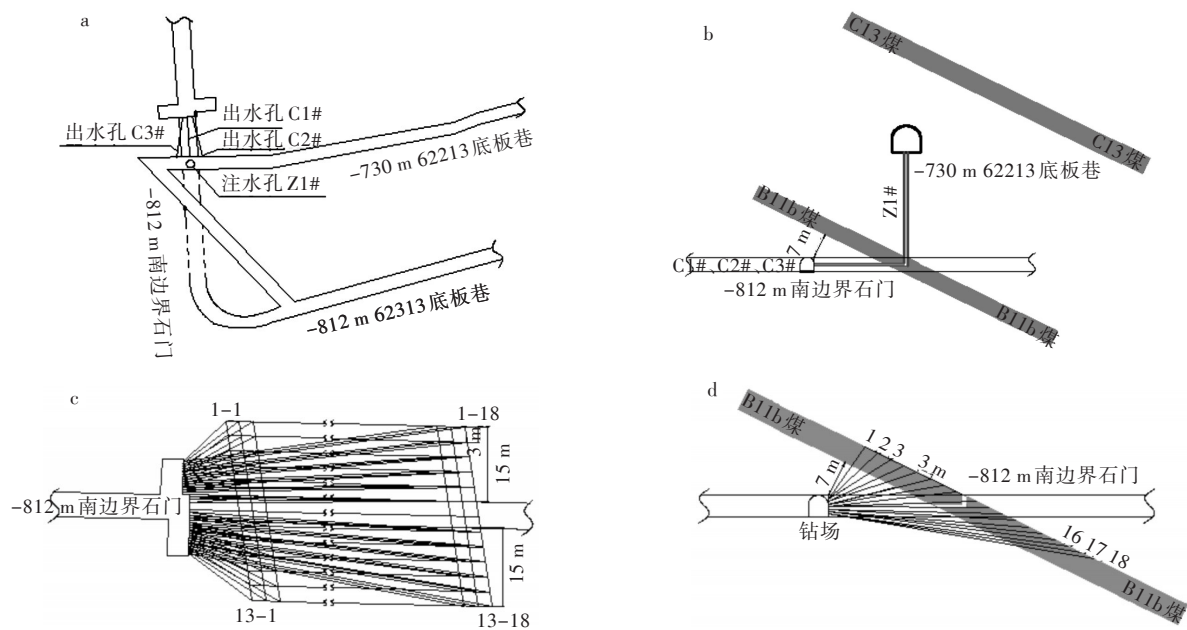 a
出水孔 C1#
出水孔 C3#
出水孔 C2#
注水孔 Z1#
-730 m 62213 底板巷
-812 m 南边界石门
-812 m 62313 底板巷
b
C13 煤
C13 煤
-730 m 62213 底板巷
Z1#
B11b 煤
7 m
C1#、C2#、C3#
-812 m 南边界石门
B11b 煤
c
1-1
1-18
3 m
15 m
-812 m 南边界石门
15 m
13-1
13-18
d
B11b 煤
1 2 3
3 m
7 m
-812 m 南边界石门
钻场
16 17 18
B11b 煤